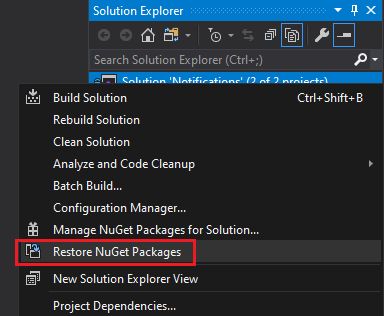 Solution Explorer
Search Solution Explorer (Ctrl+;)
Solution 'Notifications' (2 of 2 projects)
Build Solution Ctrl+Shift+B
Rebuild Solution
Clean Solution
Analyze and Code Cleanup
Batch Build...
Configuration Manager...
Manage NuGet Packages for Solution...
Restore NuGet Packages
New Solution Explorer View
Project Dependencies...